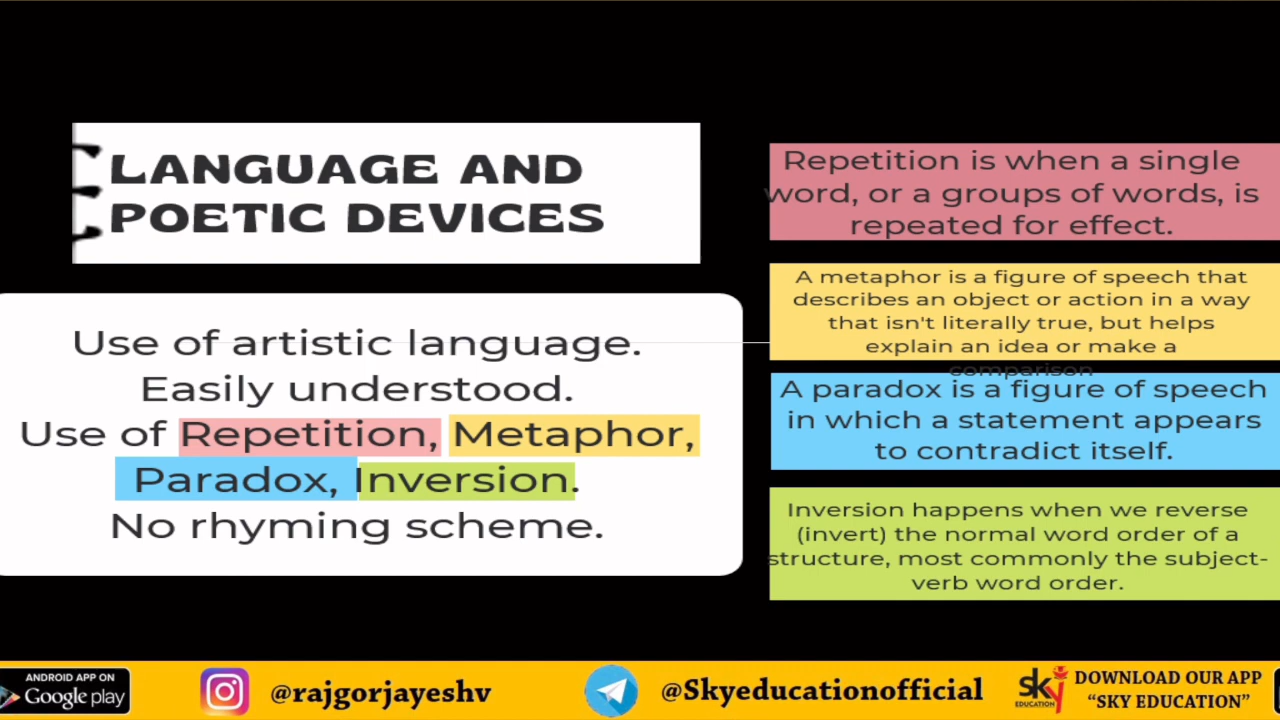 LANGUAGE AND
POETIC DEVICES
Use of artistic language.
Easily understood.
Use of Repetition, Metaphor,
Paradox, Inversion.
No rhyming scheme.
Repetition is when a single
word, or a groups of words, is
repeated for effect.
A metaphor is a figure of speech that
describes an object or action in a way
that isn't literally true, but helps
explain an idea or make a
comparison
A paradox is a figure of speech
in which a statement appears
to contradict itself.
Inversion happens when we reverse
(invert) the normal word order of a
structure, most commonly the subject-
verb word order.
ANDROID APP ON
Google play
@rajgorjayeshv
@Skyeducationofficial
sky
EDUCATION
DOWNLOAD OUR APP
“SKY EDUCATION”